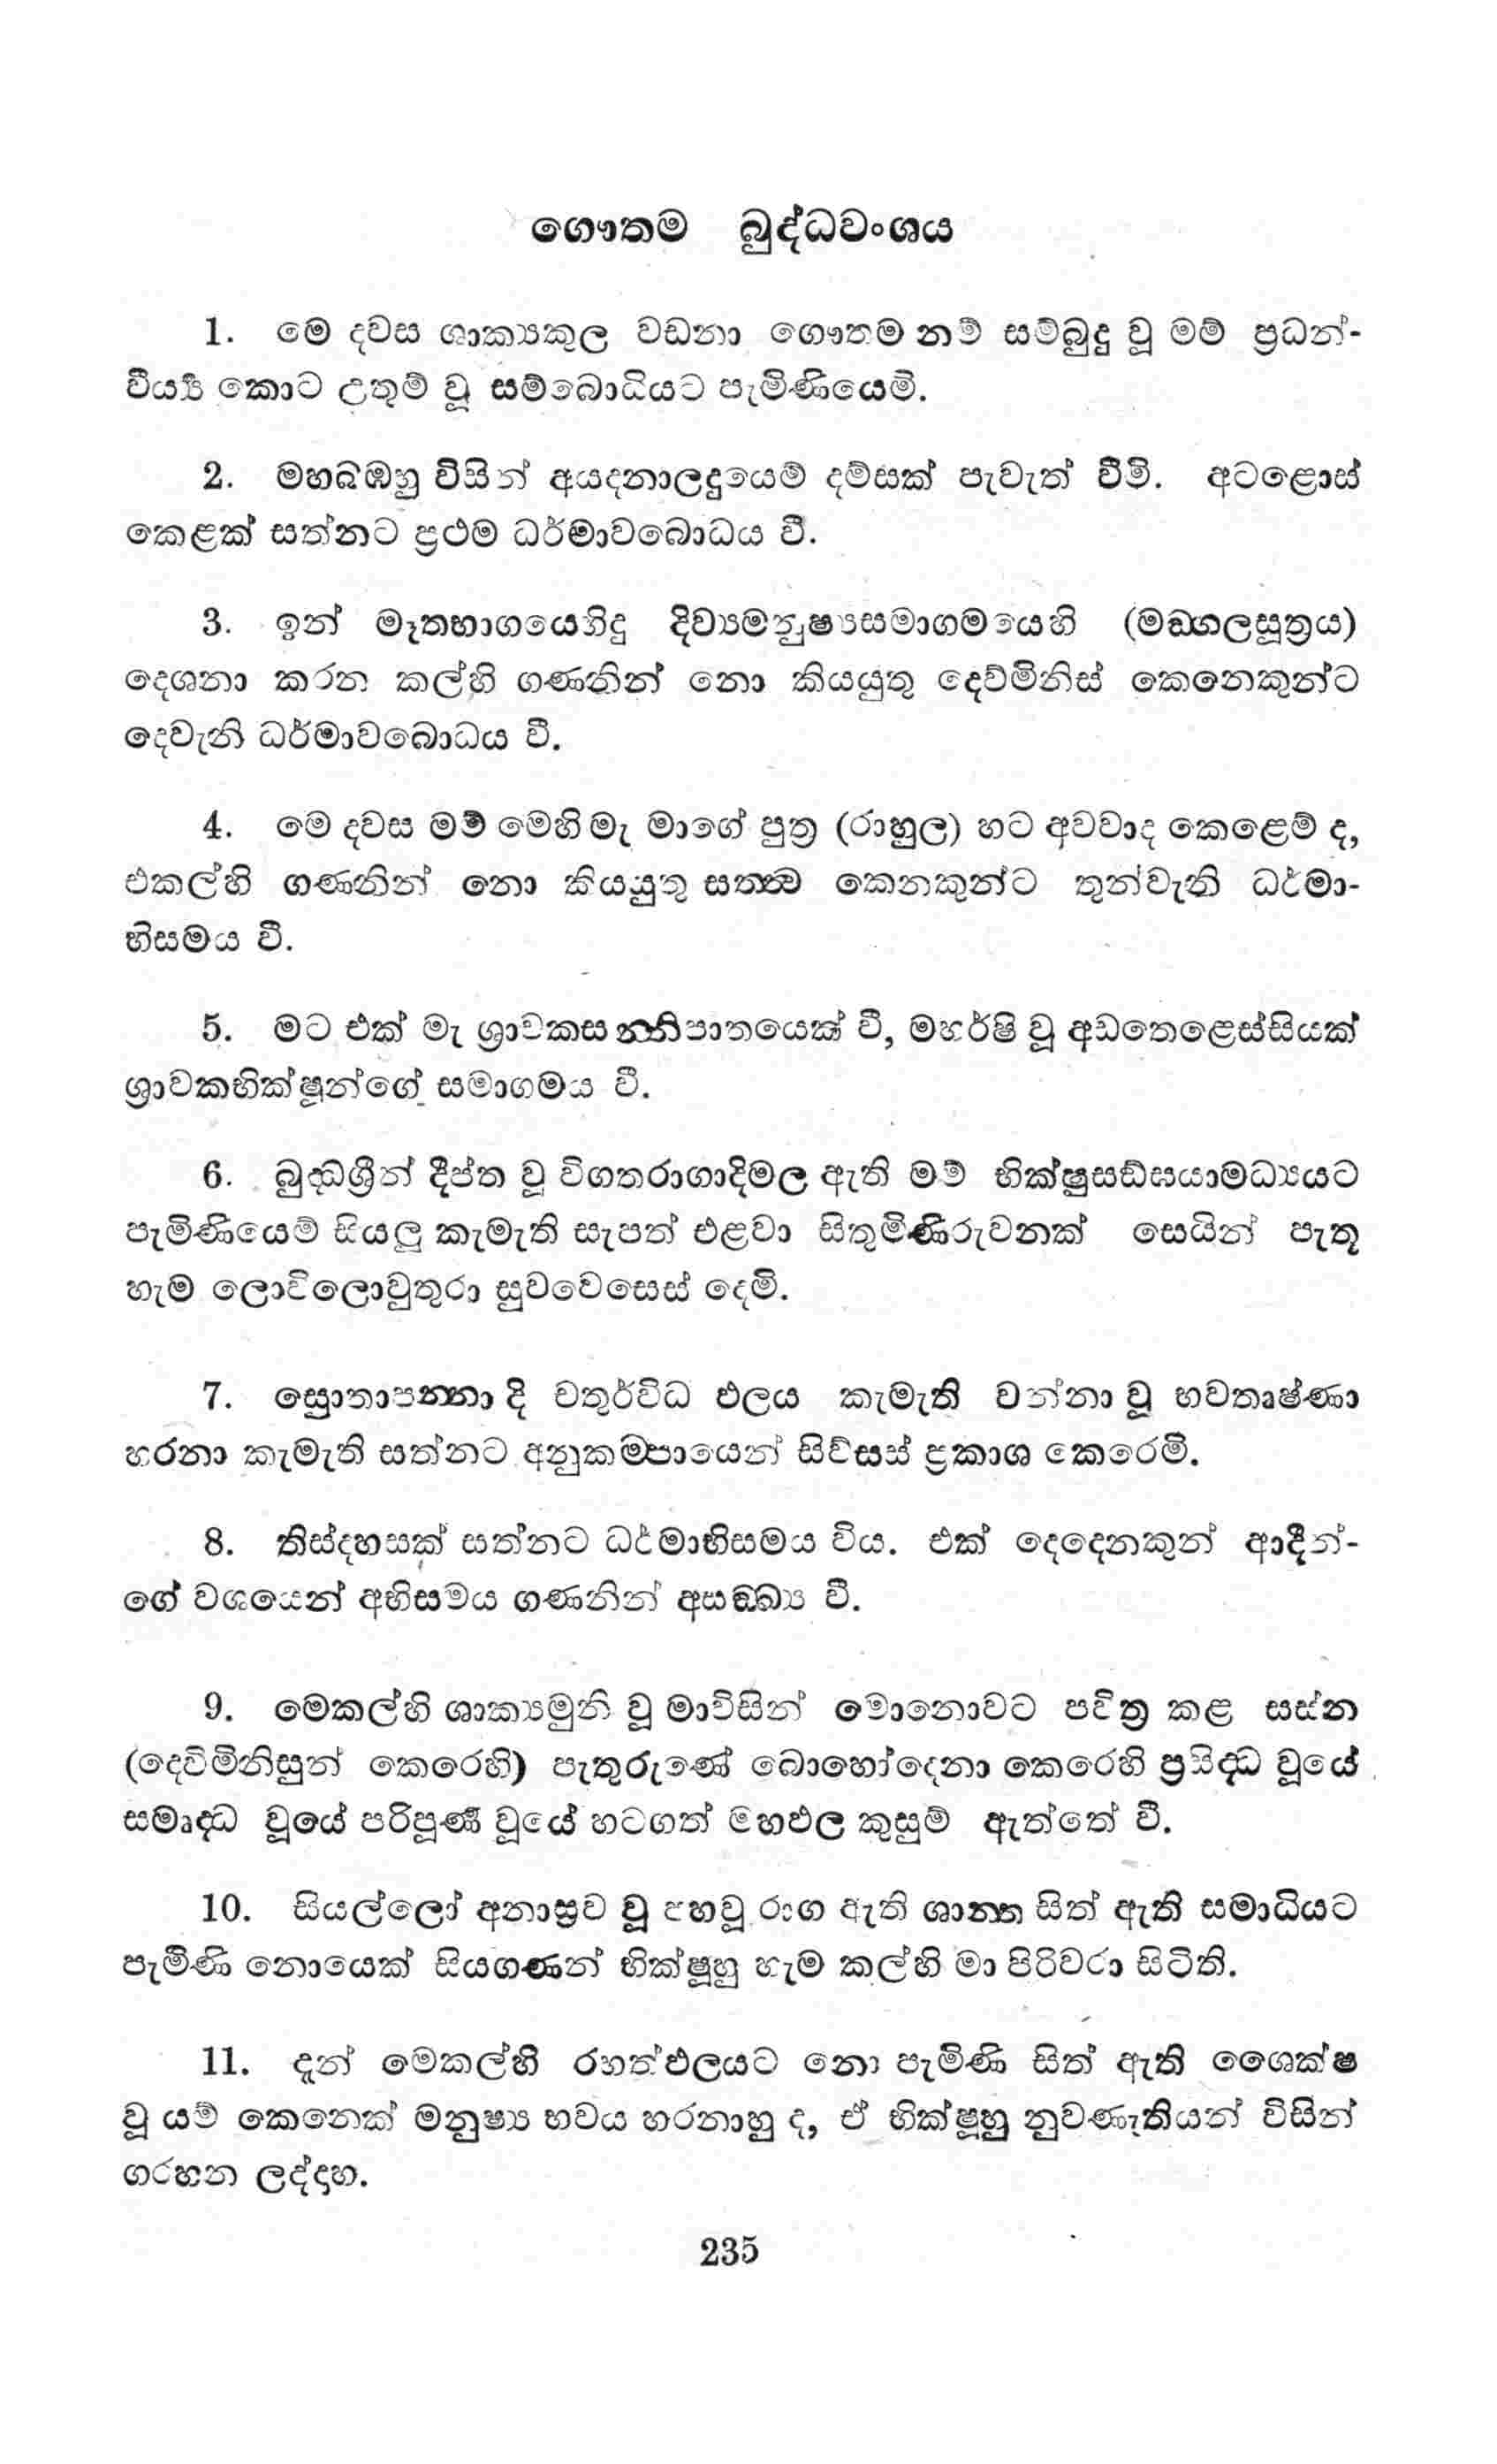 ගෞතම බුද්ධවංශය
1. මෙ දවස ශාක්‍යකුල වඩනා ගෞතම නම් සම්බුදු වූ මම් ප්‍රධන්-
වීර්‍ය්‍ය කොට උතුම් වූ සම්බොධියට පැමිණියෙමි.
2. මහබඹහු විසින් අයදනාලදුයෙම් දම්සක් පැවැත් වීමි. අටළොස්
කෙළක් සත්නට ප්‍රථම ධර්මාවබොධය වී.
3. ඉන් මෑතභාගයෙහිදු දිව්‍යමනුෂ්‍යසමාගමයෙහි (මඞ්ගලසූත්‍රය)
දෙශනා කරන කල්හි ගණනින් නො කියයුතු දෙව්මිනිස් කෙනෙකුන්ට
දෙවැනි ධර්මාවබොධය වී.
4. මෙ දවස මම් මෙහි මැ මාගේ පුත්‍ර (රාහුල) හට අවවාද කෙළෙම් ද,
එකල්හි ගණනින් නො කියයුතු සත්ත්ව කෙනකුන්ට තුන්වැනි ධර්මා-
භිසමය වී.
5. මට එක් මැ ශ්‍රාවකසන්නිපාතයෙක් වී, මහර්ෂි වූ අඩතෙළෙස්සියක්
ශ්‍රාවකභික්ෂූන්ගේ සමාගමය වී.
6. බුද්ධශ්‍රීන් දීප්ත වූ විගතරාගාදිමල ඇති මම් භික්ෂුසඞ්ඝයාමධ්‍යයට
පැමිණියෙම් සියලු කැමැති සැපත් එළවා සිතුමිණිරුවනක් සෙයින් පැතූ
හැම ලොවිලොවුතුරා සුවවෙසෙස් දෙමි.
7. සෝතාපන්නා දි චතුර්විධ ඵලය කැමැති වන්නා වූ භවතෘෂ්ණා
හරනා කැමැති සත්නට අනුකම්පායෙන් සිව්සස් ප්‍රකාශ කෙරෙමි.
8. තිස්දහසක් සත්නට ධර්මාභිසමය විය. එක් දෙදෙනකුන් ආදීන්-
ගේ වශයෙන් අභිසමය ගණනින් අසඞ්ඛ්‍ය වී.
9. මෙකල්හි ශාක්‍යමුනි වූ මාවිසින් මොනොවට පවිත්‍ර කළ සස්න
(දෙව්මිනිසුන් කෙරෙහි) පැතුරුණේ බොහෝදෙනා කෙරෙහි ප්‍රසිද්ධ වූයේ
සමෘද්ධ වූයේ පරිපූර්ණ වූයේ හටගත් මහඵල කුසුම් ඇත්තේ වී.
10. සියල්ලෝ අනාස්‍රව වූ පහවූ රාග ඇති ශාන්ත සිත් ඇති සමාධියට
පැමිණි නොයෙක් සියගණන් භික්ෂූහු හැම කල්හි මා පිරිවරා සිටිති.
11. දැන් මෙකල්හි රහත්ඵලයට නො පැමිණි සිත් ඇති ශෛක්ෂ
වූ යම් කෙනෙක් මනුෂ්‍ය භවය හරනාහු ද, ඒ භික්ෂූහු නුවණැතියන් විසින්
ගරහන ලද්දාහ.
235